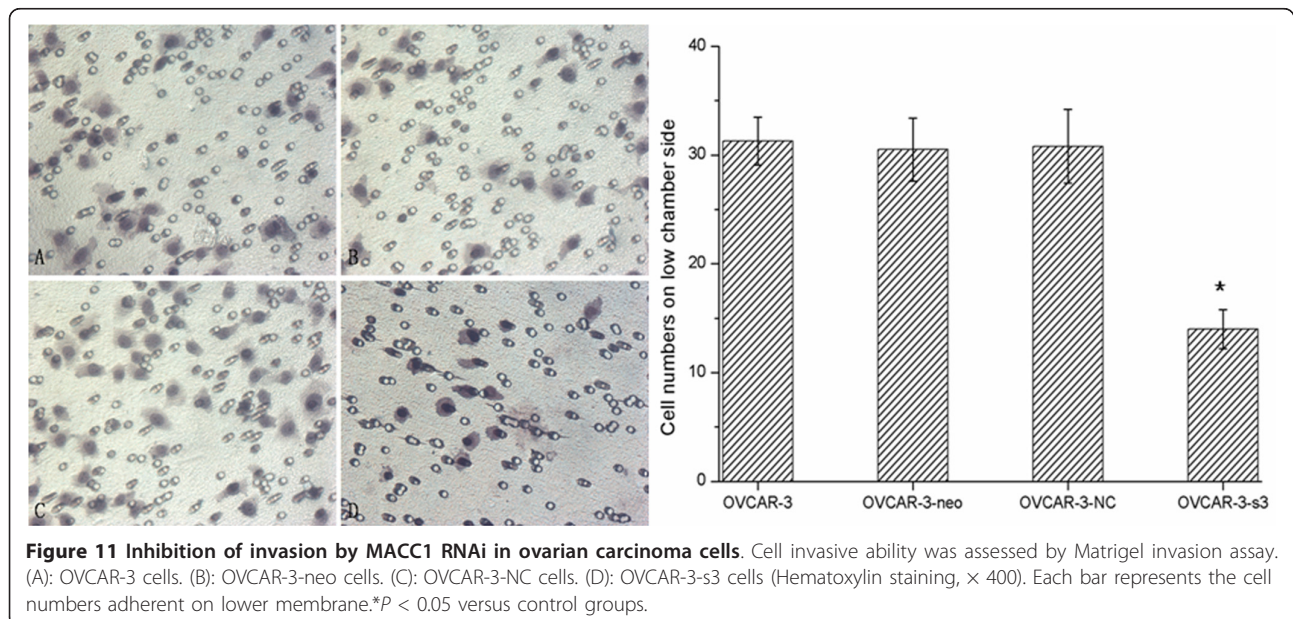 A
B
C
D
40
30
20
10
0
Cell numbers on low chamber side
*
OVCAR-3
OVCAR-3-neo
OVCAR-3-NC
OVCAR-3-s3
Figure 11 Inhibition of invasion by MACC1 RNAi in ovarian carcinoma cells. Cell invasive ability was assessed by Matrigel invasion assay.
(A): OVCAR-3 cells. (B): OVCAR-3-neo cells. (C): OVCAR-3-NC cells. (D): OVCAR-3-s3 cells (Hematoxylin staining, × 400). Each bar represents the cell
numbers adherent on lower membrane.*P < 0.05 versus control groups.